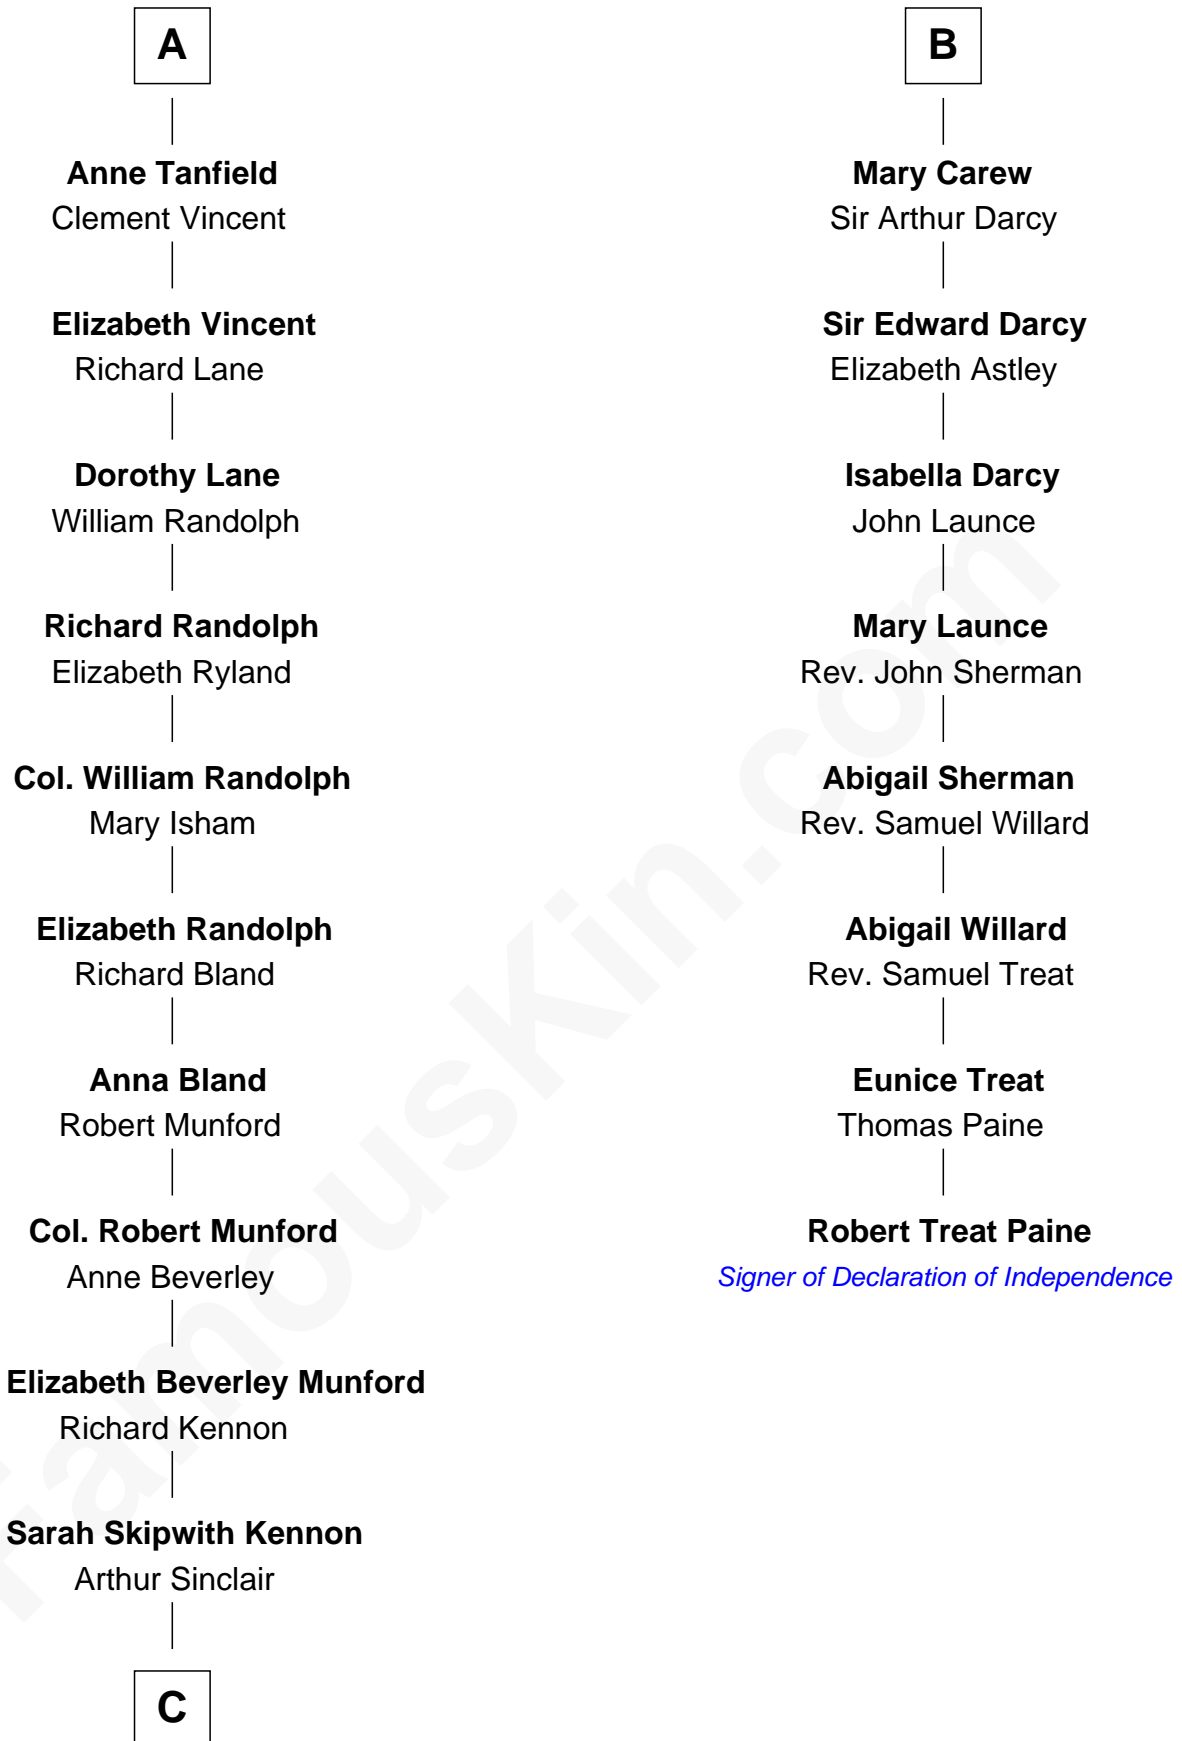 A
Anne Tanfield
Clement Vincent
Elizabeth Vincent
Richard Lane
Dorothy Lane
William Randolph
Richard Randolph
Elizabeth Ryland
Col. William Randolph
Mary Isham
Elizabeth Randolph
Richard Bland
Anna Bland
Robert Munford
Col. Robert Munford
Anne Beverley
Elizabeth Beverley Munford
Richard Kennon
Sarah Skipwith Kennon
Arthur Sinclair
C
B
Mary Carew
Sir Arthur Darcy
Sir Edward Darcy
Elizabeth Astley
Isabella Darcy
John Launce
Mary Launce
Rev. John Sherman
Abigail Sherman
Rev. Samuel Willard
Abigail Willard
Rev. Samuel Treat
Eunice Treat
Thomas Paine
Robert Treat Paine
Signer of Declaration of Independence
FamousKin.com